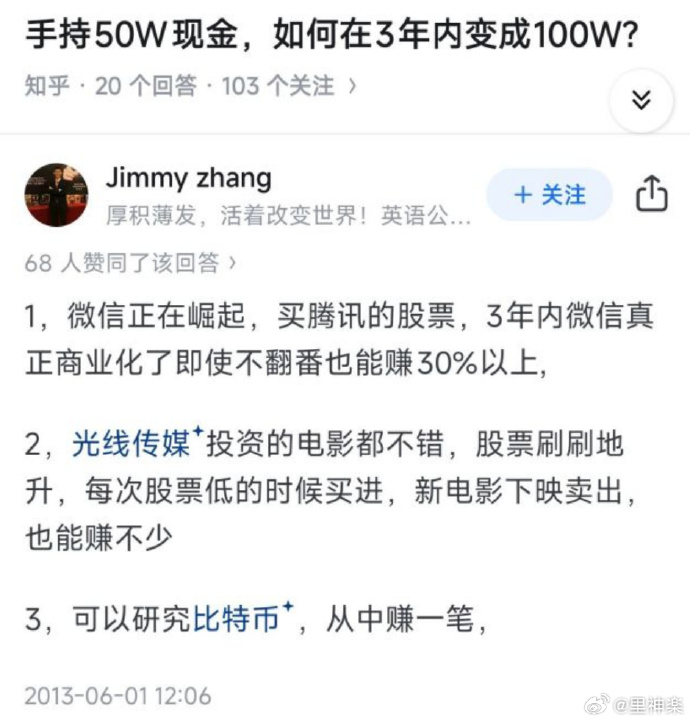 手持50W现金，如何在3年内变成100W?
知乎 · 20 个回答 · 103 个关注 >
Jimmy zhang
+ 关注
厚积薄发，活着改变世界！英语公...
68 人赞同了该回答 >
1，微信正在崛起，买腾讯的股票，3年内微信真
正商业化了即使不翻番也能赚30%以上,
2，光线传媒投资的电影都不错，股票刷刷地
升，每次股票低的时候买进，新电影下映卖出，
也能赚不少
3，可以研究比特币，从中赚一笔,
2013-06-01 12:06
@里神楽